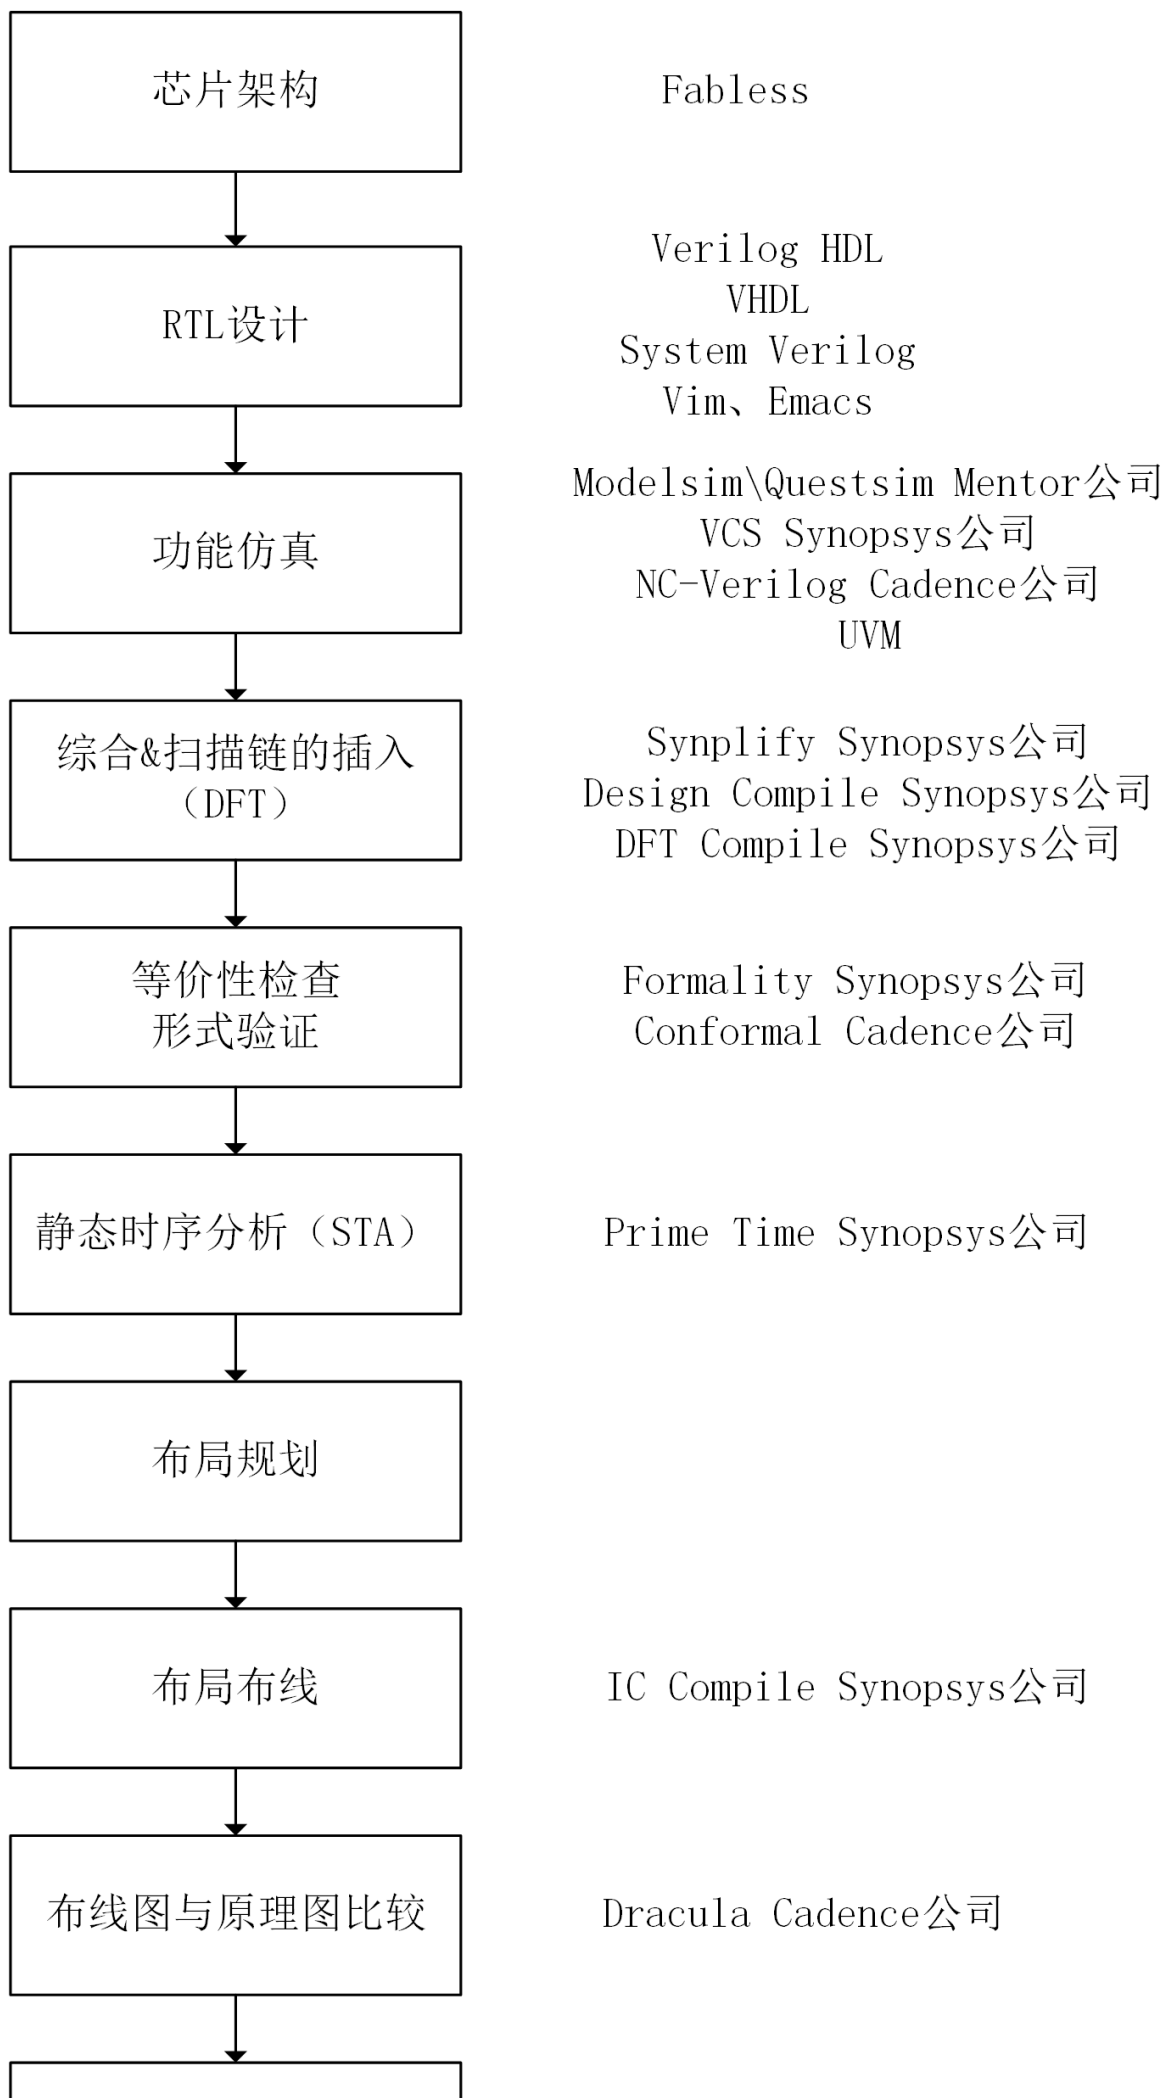 芯片架构
Fabless
RTL设计
Verilog HDL
VHDL
System Verilog
Vim、Emacs
功能仿真
Modelsim\Questsim Mentor公司
VCS Synopsys公司
NC-Verilog Cadence公司
UVM
综合&扫描链的插入
（DFT）
Synplify Synopsys公司
Design Compile Synopsys公司
DFT Compile Synopsys公司
等价性检查
形式验证
Formality Synopsys公司
Conformal Cadence公司
静态时序分析（STA）
Prime Time Synopsys公司
布局规划
布局布线
IC Compile Synopsys公司
布线图与原理图比较
Dracula Cadence公司